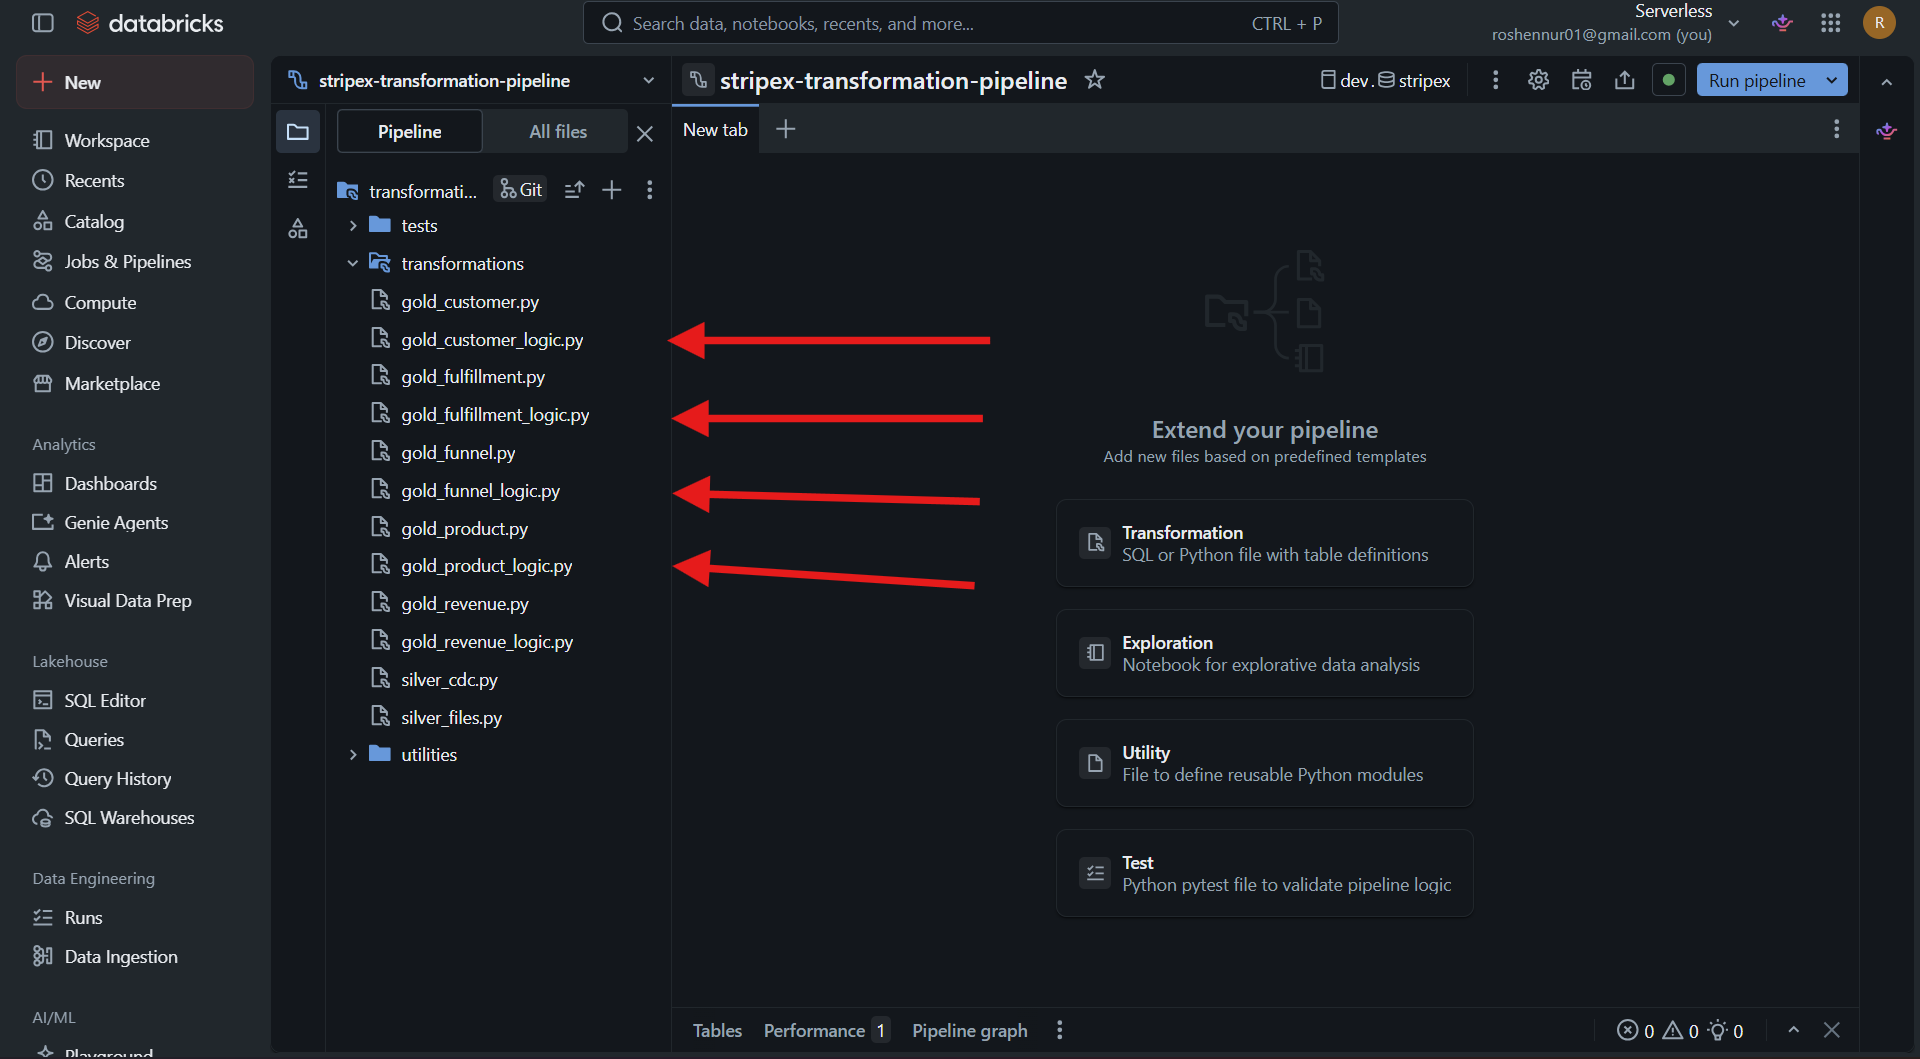 databricks
Search data, notebooks, recents, and more...
CTRL + P
Serverless
roshennur01@gmail.com (you)
R
New
Workspace
Recents
Catalog
Jobs & Pipelines
Compute
Discover
Marketplace
Analytics
Dashboards
Genie Agents
Alerts
Visual Data Prep
Lakehouse
SQL Editor
Queries
Query History
SQL Warehouses
Data Engineering
Runs
Data Ingestion
AI/ML
Playground
stripex-transformation-pipeline
Pipeline
All files
transformati...
Git
tests
transformations
gold_customer.py
gold_customer_logic.py
gold_fulfillment.py
gold_fulfillment_logic.py
gold_funnel.py
gold_funnel_logic.py
gold_product.py
gold_product_logic.py
gold_revenue.py
gold_revenue_logic.py
silver_cdc.py
silver_files.py
utilities
stripex-transformation-pipeline
dev. stripex
Run pipeline
New tab
Extend your pipeline
Add new files based on predefined templates
Transformation
SQL or Python file with table definitions
Exploration
Notebook for explorative data analysis
Utility
File to define reusable Python modules
Test
Python pytest file to validate pipeline logic
Tables
Performance 1
Pipeline graph
0 0 0